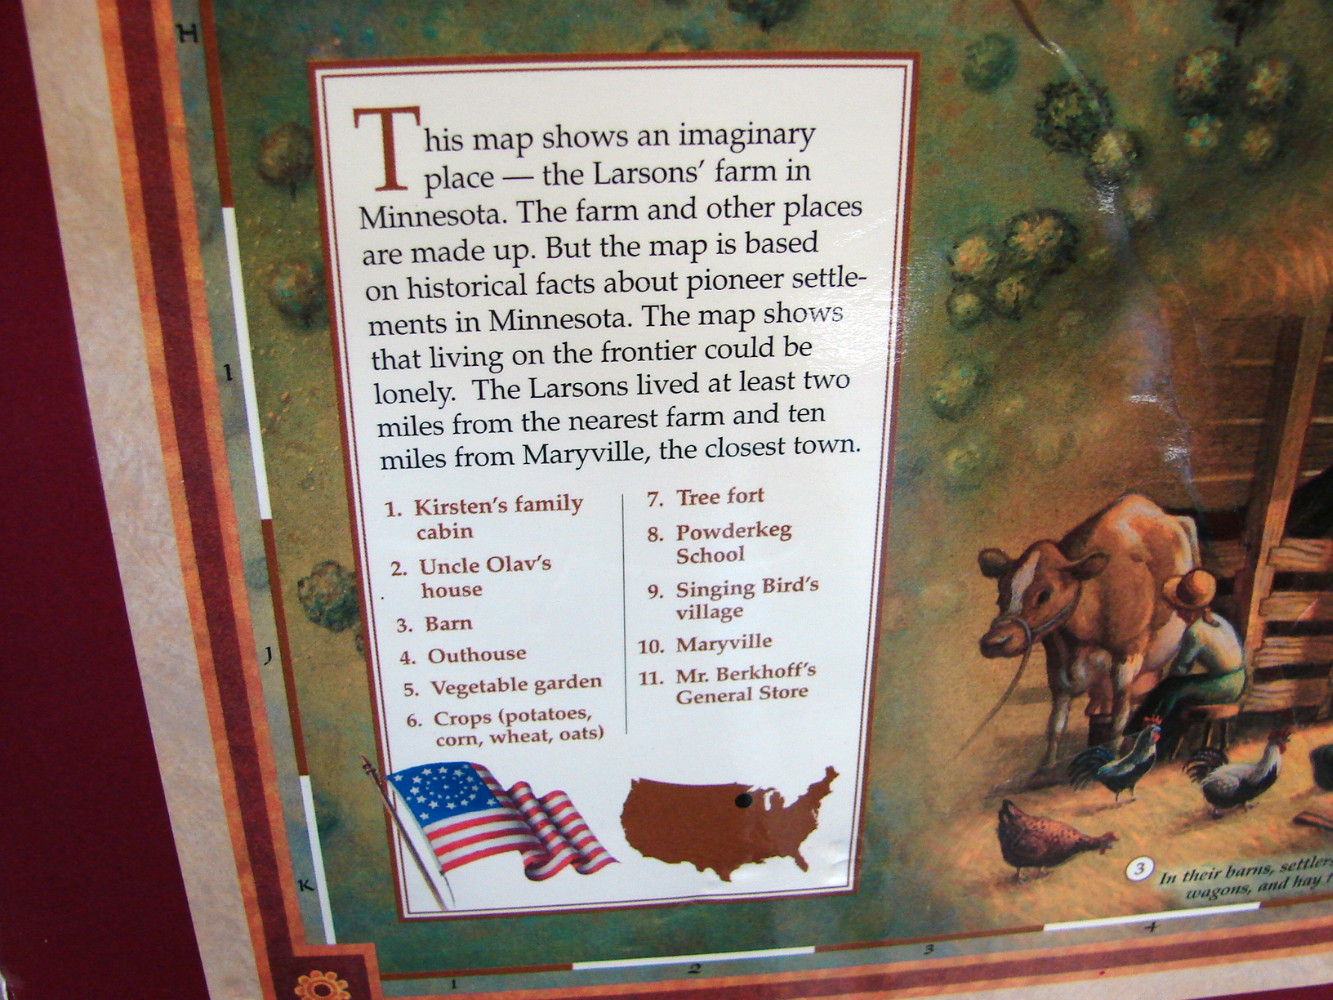 H
This map shows an imaginary
place — the Larsons' farm in
Minnesota. The farm and other places
are made up. But the map is based
on historical facts about pioneer settle-
ments in Minnesota. The map shows
that living on the frontier could be
lonely. The Larsons lived at least two
miles from the nearest farm and ten
miles from Maryville, the closest town.
I
1. Kirsten's family
cabin
2. Uncle Olav's
house
3. Barn
4. Outhouse
5. Vegetable garden
6. Crops (potatoes,
corn, wheat, oats)
7. Tree fort
8. Powderkeg
School
9. Singing Bird's
village
10. Maryville
11. Mr. Berkhoff's
General Store
J
K
3 In their barns, settlers
wagons, and hay
1 2 3 4